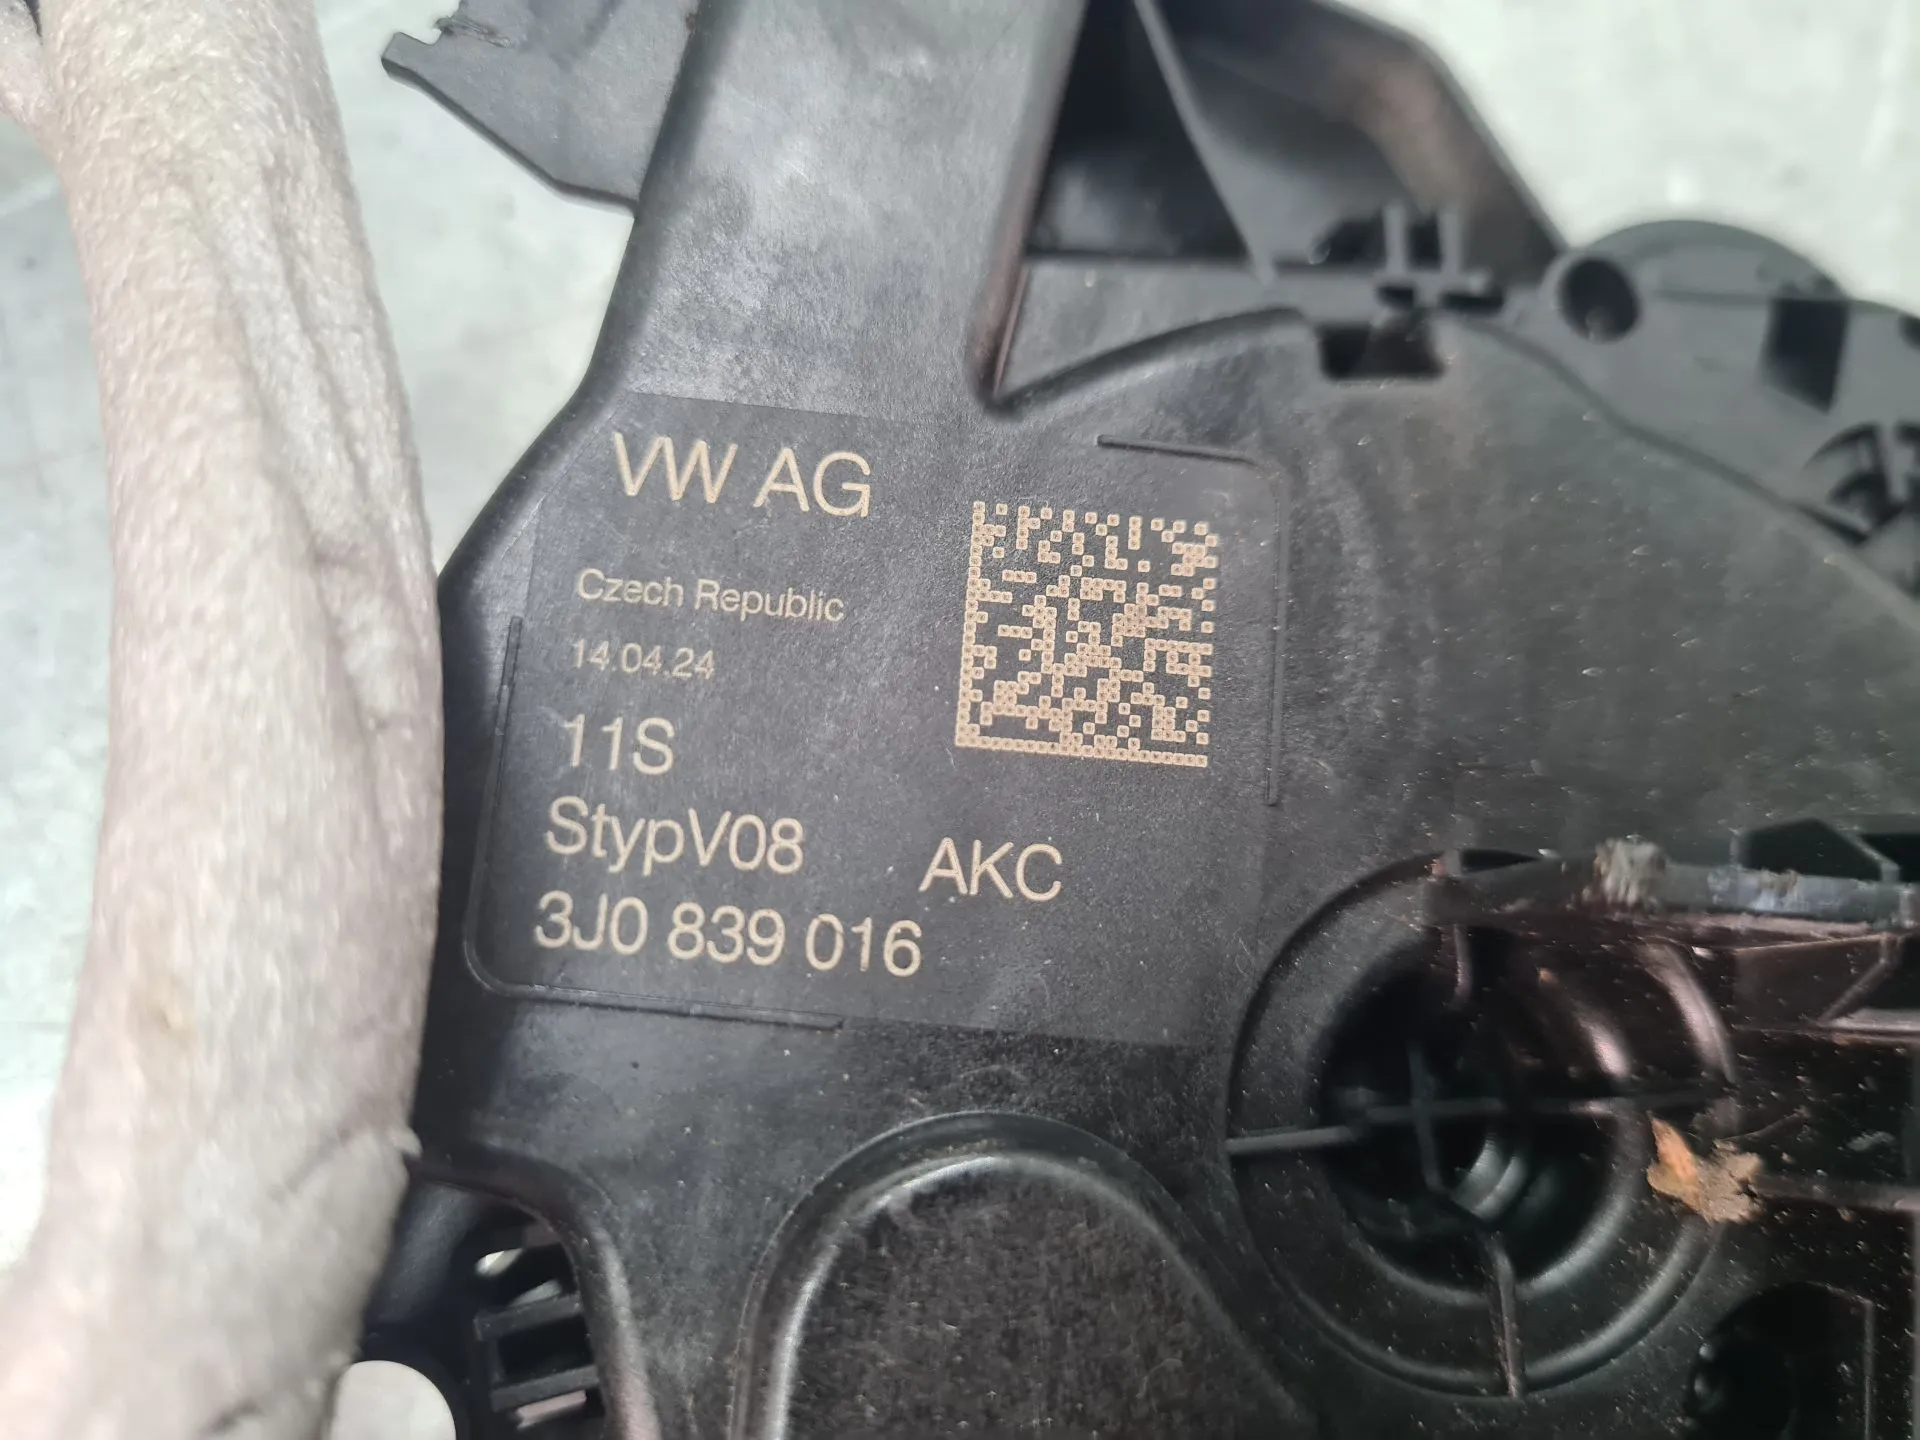 VW AG
Czech Republic
14.04.24
11S
StypV08 AKC
3J0 839 016